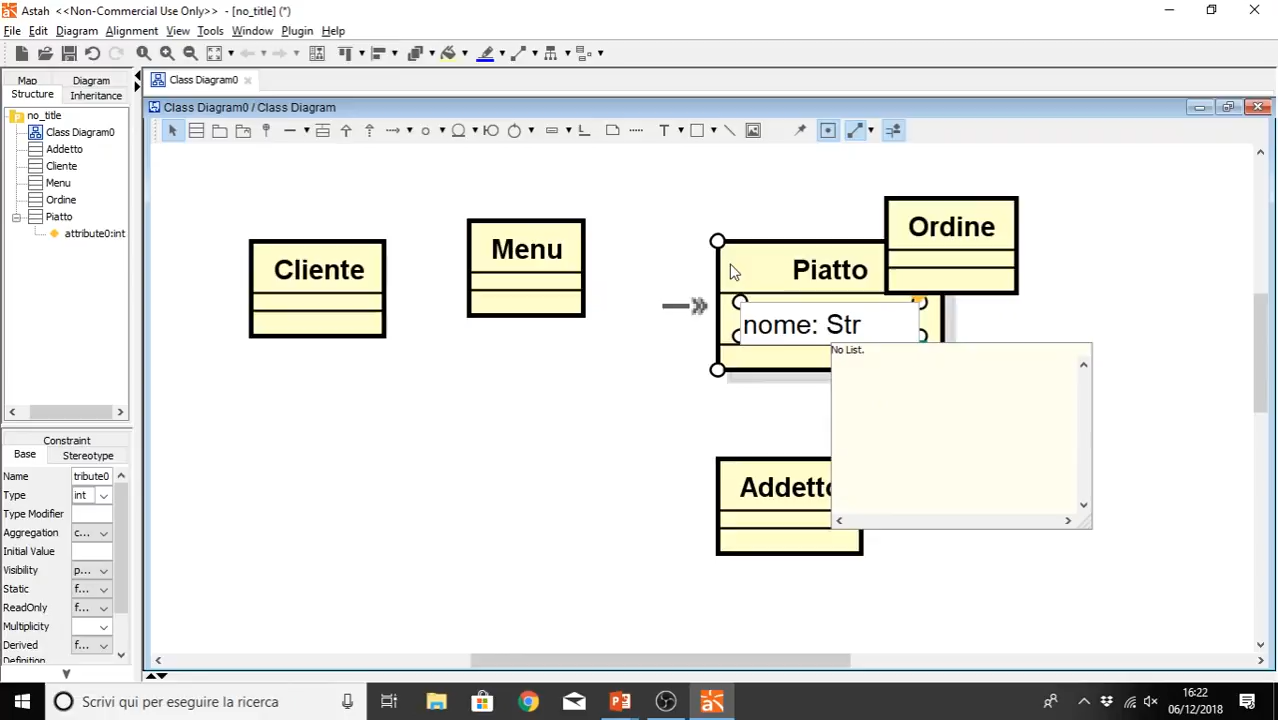 Astah <<Non-Commercial Use Only>> - [no_title] (*)
File Edit Diagram Alignment View Tools Window Plugin Help
Map Diagram
Structure Inheritance
no_title
Class Diagram0
Addetto
Cliente
Menu
Ordine
Piatto
attribute0:int
Constraint
Base Stereotype
Name tribute0
Type int
Type Modifier
Aggregation c...
Initial Value
Visibility p...
Static f...
ReadOnly f...
Multiplicity
Derived f...
Definition
Class Diagram0
Class Diagram0 / Class Diagram
T
Cliente
Menu
Piatto
nome: Str
Ordine
No List.
Addetto
Scrivi qui per eseguire la ricerca
16:22
06/12/2018